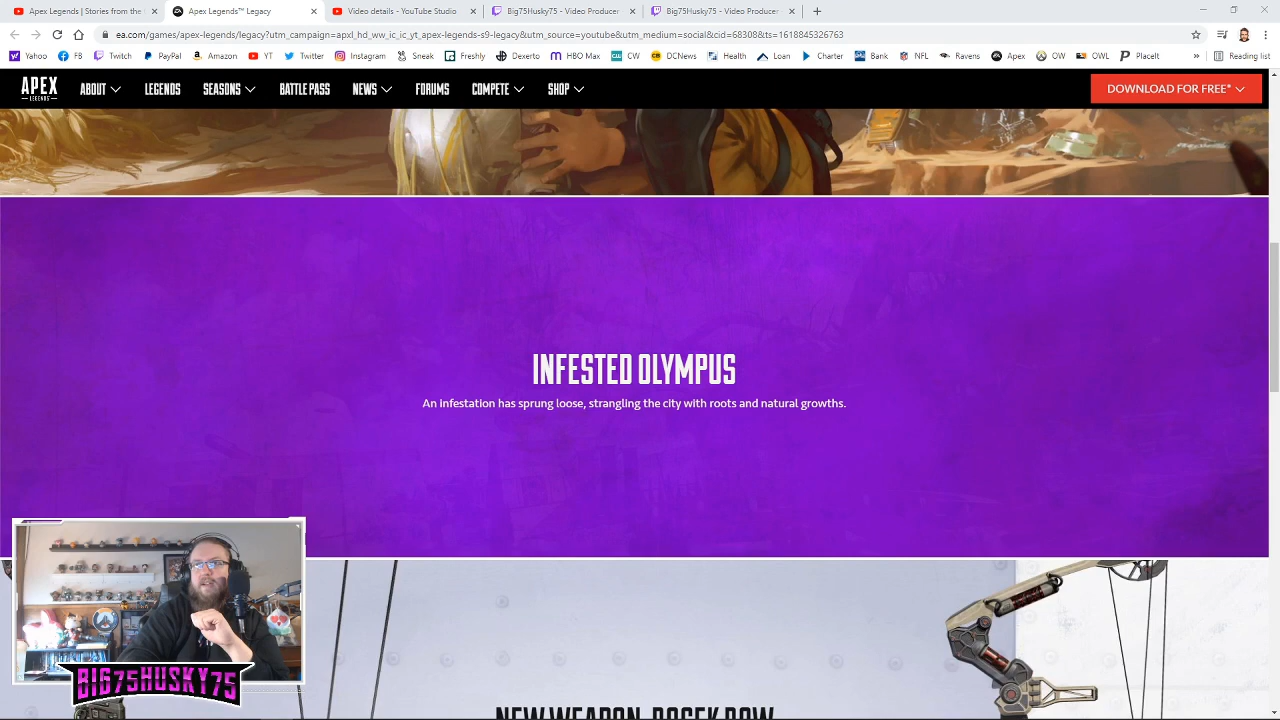 Apex Legends | Stories from the
Apex Legends™ Legacy
Video details - YouTube Studio
Big75Husky75 - Video Producer
Big75Husky75 - Video Producer
ea.com/games/apex-legends/legacy?utm_campaign=apxl_hd_ww_ic_ic_yt_apex-legends-s9-legacy&utm_source=youtube&utm_medium=social&cid=68308&ts=1618845326763
Yahoo
FB
Twitch
PayPal
Amazon
YT
Twitter
Instagram
Sneak
Freshly
Dexerto
HBO Max
CW
DCNews
Health
Loan
Charter
Bank
NFL
Ravens
Apex
OW
OWL
PlaceIt
»
Reading list
APEX
LEGENDS
ABOUT
LEGENDS
SEASONS
BATTLE PASS
NEWS
FORUMS
COMPETE
SHOP
DOWNLOAD FOR FREE*
INFESTED OLYMPUS
An infestation has sprung loose, strangling the city with roots and natural growths.
BIG75HUSKY75
NEW WEAPON: BOCEK BOW